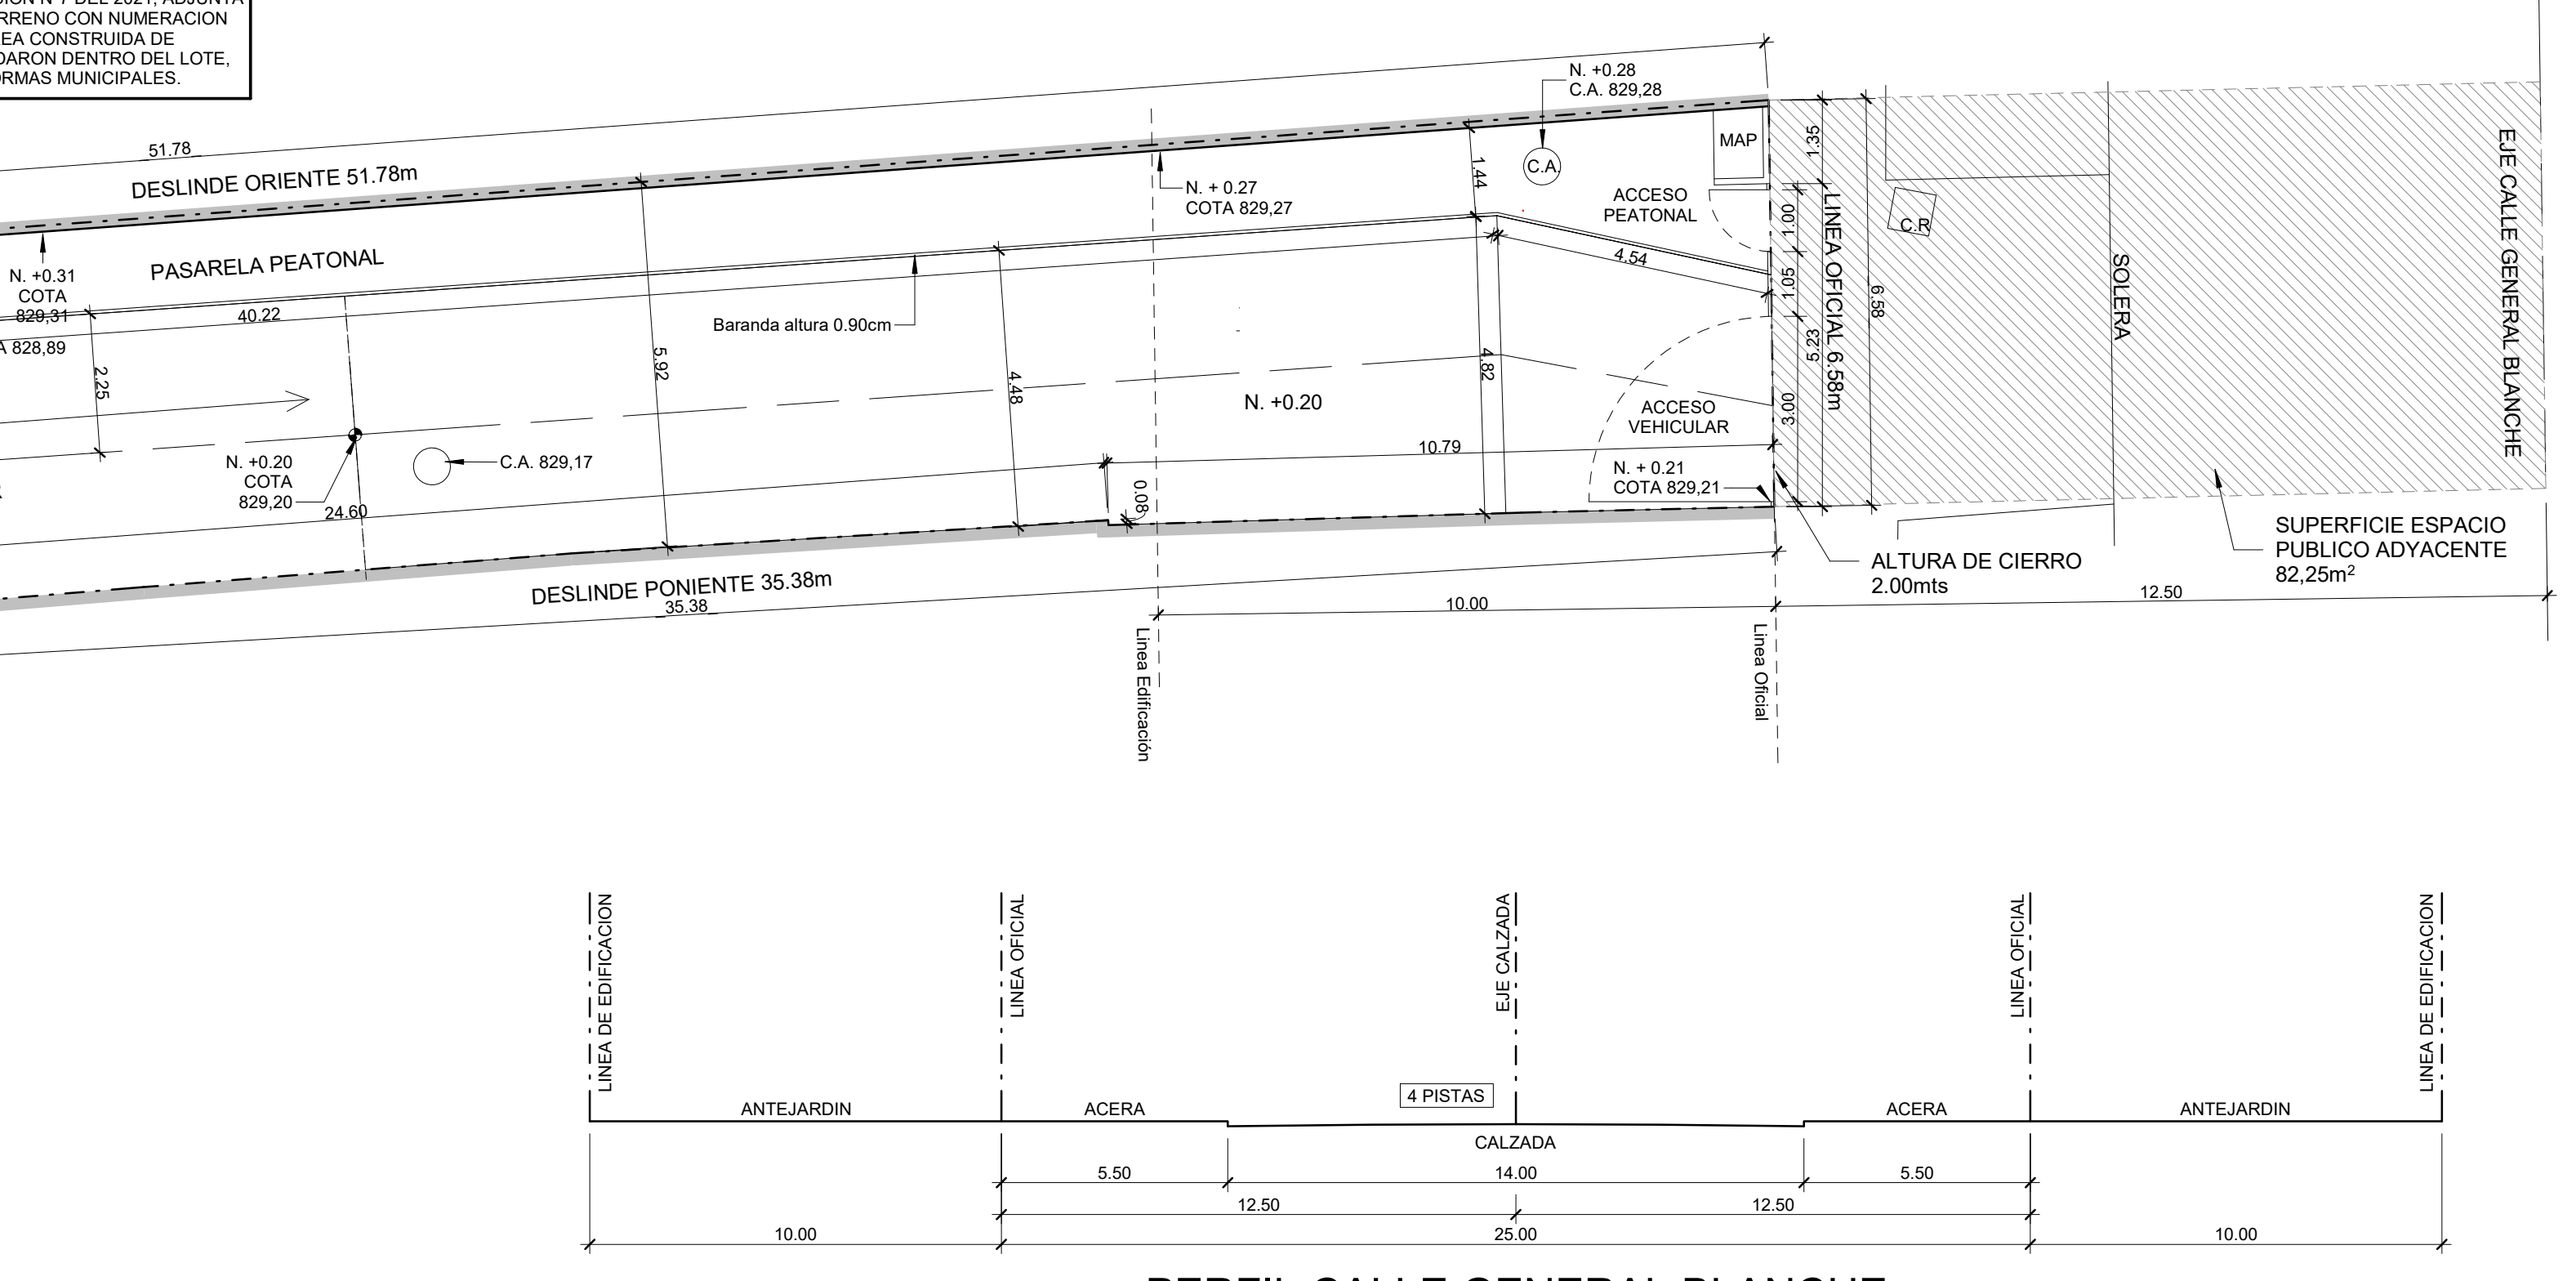 RRENO CON NUMERACION
EA CONSTRUIDA DE
DARON DENTRO DEL LOTE,
ORMAS MUNICIPALES.
51.78
DESLINDE ORIENTE 51.78m
N. +0.28
C.A. 829,28
C.A.
MAP
1.35
1.44
ACCESO
PEATONAL
1.00
1.05
LINEA OFICIAL 6.58m
6.58
5.23
3.00
C.R
SOLERA
EJE CALLE GENERAL BLANCHE
N. + 0.27
COTA 829,27
PASARELA PEATONAL
N. +0.31
COTA
829,31
A 828,89
40.22
2.25
Baranda altura 0.90cm
4.54
5.92
4.48
4.82
N. +0.20
ACCESO
VEHICULAR
10.79
N. +0.20
COTA
829,20
C.A. 829,17
24.60
0.08
N. + 0.21
COTA 829,21
DESLINDE PONIENTE 35.38m
35.38
10.00
12.50
ALTURA DE CIERRO
2.00mts
SUPERFICIE ESPACIO
PUBLICO ADYACENTE
82,25m²
Linea Edificación
Linea Oficial
LINEA DE EDIFICACION
LINEA OFICIAL
EJE CALZADA
LINEA OFICIAL
LINEA DE EDIFICACION
ANTEJARDIN
ACERA
4 PISTAS
CALZADA
ACERA
ANTEJARDIN
5.50
14.00
5.50
12.50
12.50
10.00
25.00
10.00
PERFIL CALLE GENERAL BLANCHE